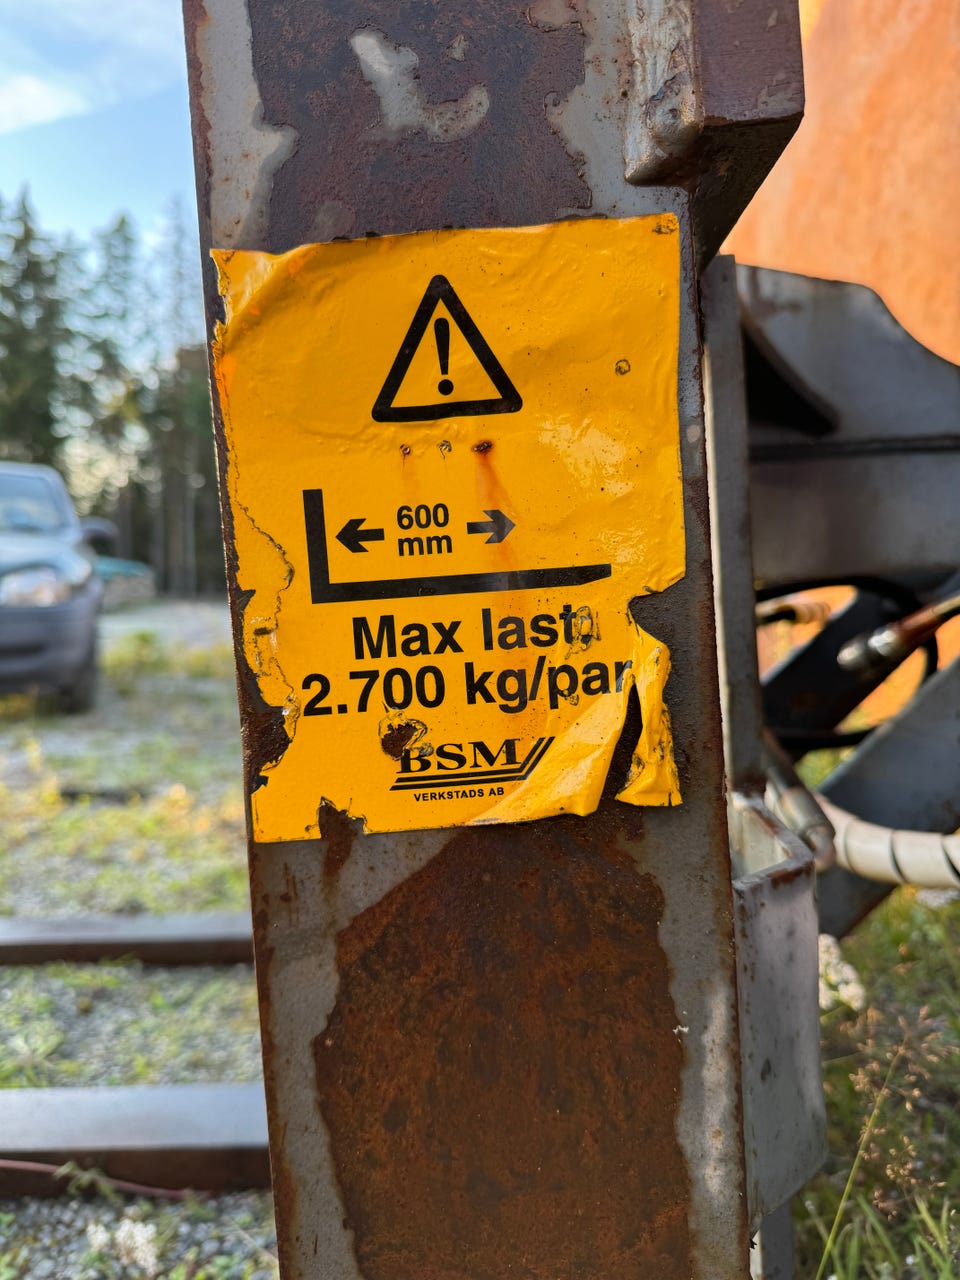 600
mm
Max last
2.700 kg/par
BSM
VERKSTADS AB